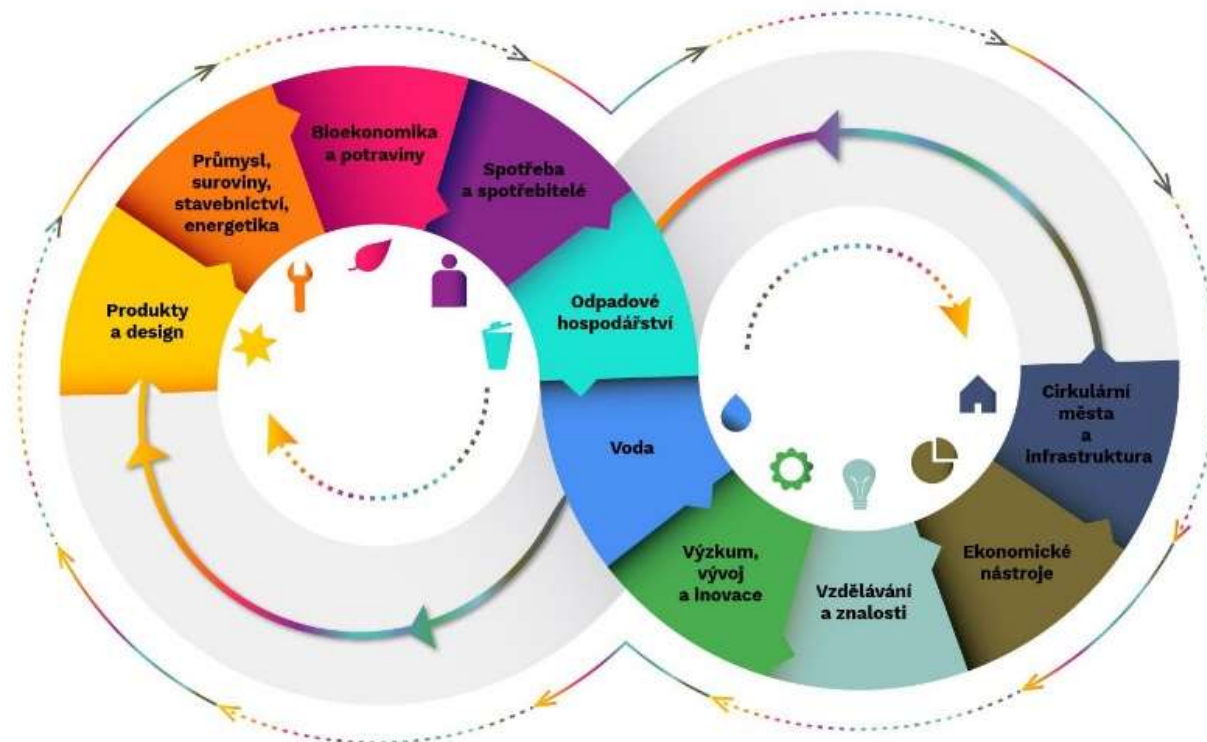 Bioekonomika
a potraviny
Průmysl,
suroviny,
stavebnictví,
energetika
Spotřeba
a spotřebitelé
Produkty
a design
Odpadové
hospodářství
Voda
Cirkulární
města
a
infrastruktura
Výzkum,
vývoj
a inovace
Vzdělávání
a znalosti
Ekonomické
nástroje